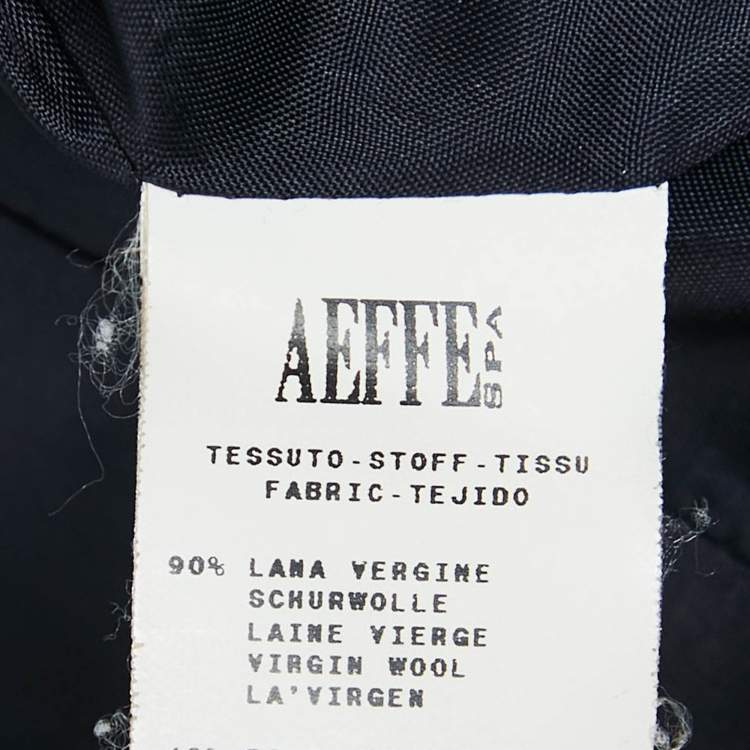 AEFFE SPA
TESSUTO-STOFF-TISSU
FABRIC-TEJIDO
90% LANA VERGINE
SCHURWOLLE
LAINE VIERGE
VIRGIN WOOL
LA'VIRGEN